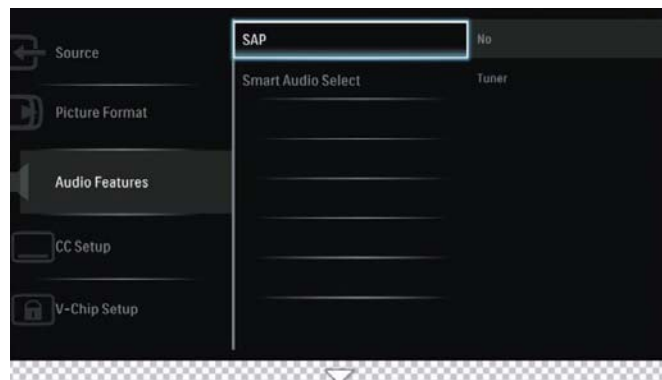 Source
Picture Format
Audio Features
CC Setup
V-Chip Setup
SAP
Smart Audio Select
No
Tuner